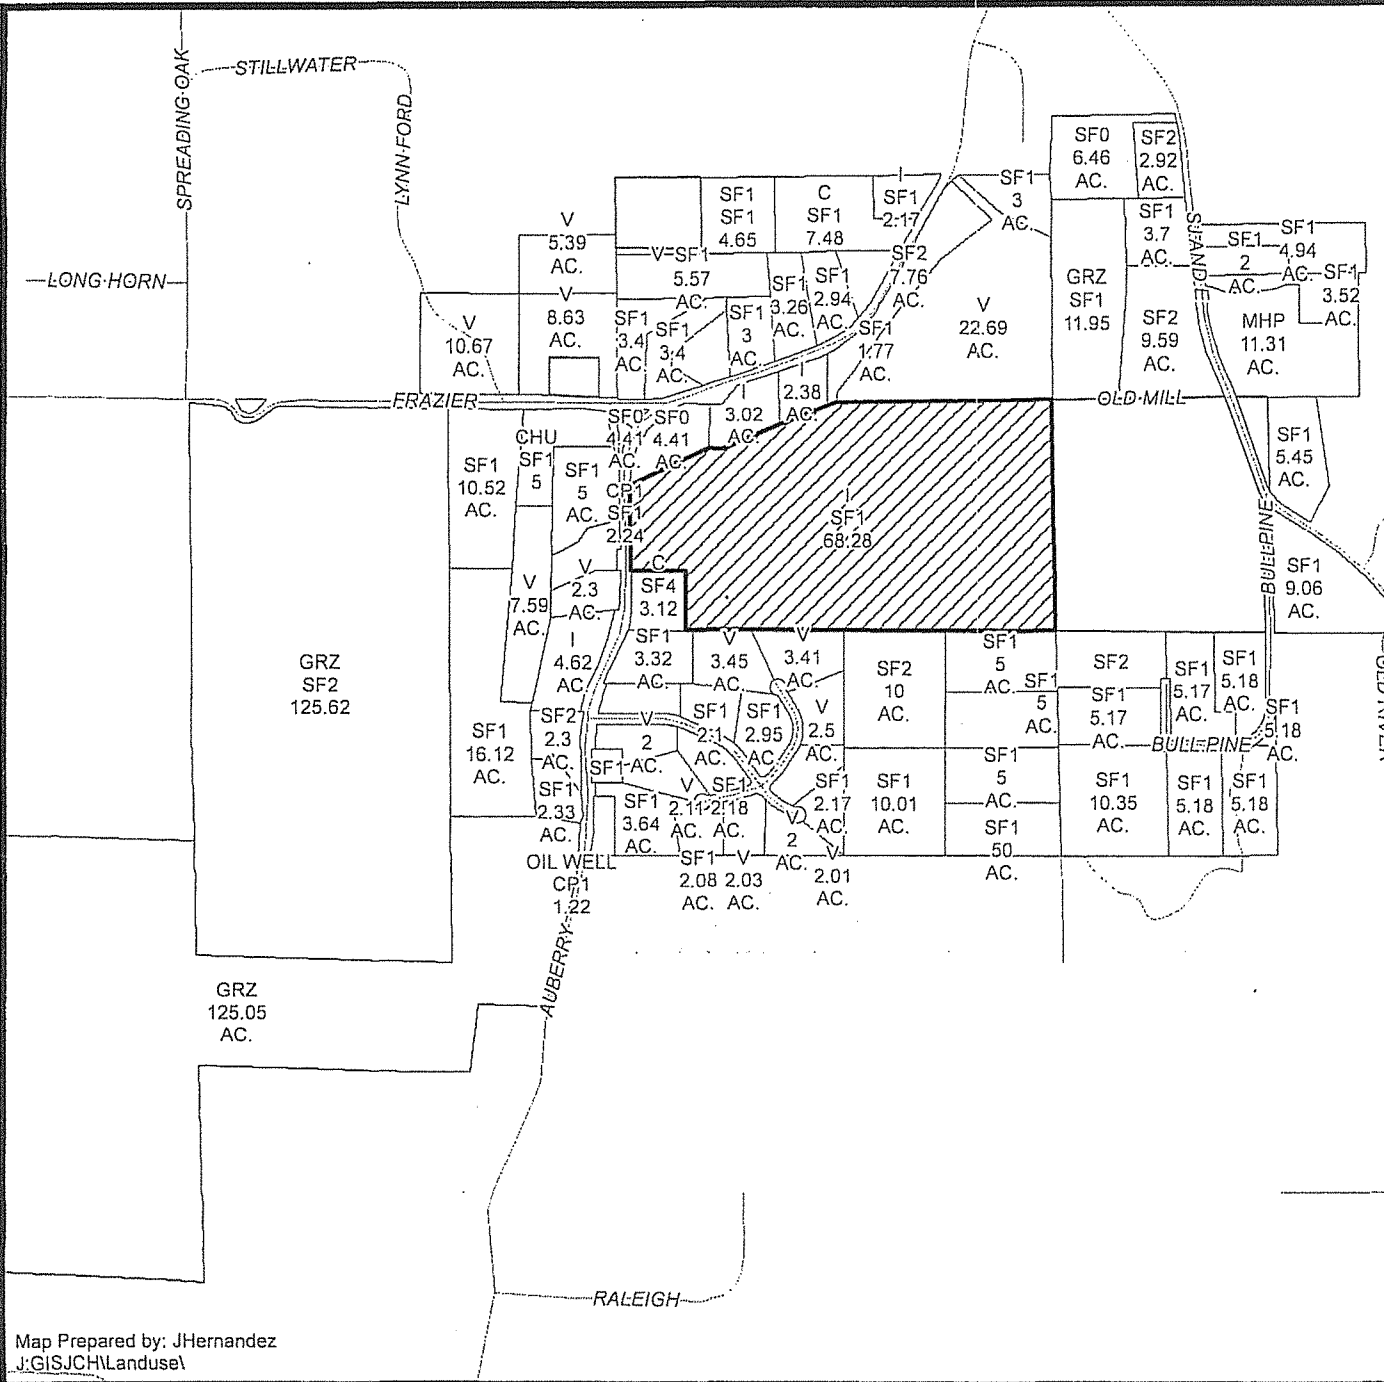 STILLWATER
SPREADING OAK
LYNN FORD
LONG HORN
SF0
6.46
AC.
SF2
2.92
AC.
SF1
3
AC.
I
SF1
2.17
C
SF1
7.48
SF1
SF1
4.65
V
5.39
AC.
V
SF1
5.57
AC.
SF2
7.76
AC.
SF1
3.7
AC.
SF1
2
AC.
SF1
4.94
AC.
SF1
3.52
AC.
GRZ
SF1
11.95
V
8.63
AC.
V
10.67
AC.
SF1
3.4
AC.
SF1
3.4
AC.
SF1
3
AC.
SF1
3.26
AC.
SF1
2.94
AC.
SF1
1.77
AC.
V
22.69
AC.
SF2
9.59
AC.
MHP
11.31
AC.
FRAZIER
OLD MILL
I
3.02
AC.
I
2.38
AC.
SF0
4.41
AC.
SF0
4.41
AC.
CHU
SF1
5
SF1
5
AC.
SF1
10.52
AC.
CP1
SF1
2.24
I
SF1
68.28
SF1
5.45
AC.
BULLPINE
SF1
9.06
AC.
C
SF4
3.12
V
2.3
AC.
V
7.59
AC.
I
4.62
AC.
SF1
3.32
AC.
V
3.45
AC.
V
3.41
AC.
SF2
10
AC.
SF1
5
AC.
SF1
5
AC.
SF2
SF1
5.17
AC.
SF1
5.17
AC.
SF1
5.18
AC.
SF1
5.18
AC.
BULL PINE
GRZ
SF2
125.62
SF1
16.12
AC.
SF2
2.3
AC.
SF1
2.33
AC.
V
2
AC.
SF1
SF1
2.1
AC.
SF1
2.95
AC.
V
2.5
AC.
SF1
3.64
AC.
V
2.11
AC.
SF1
2.18
AC.
SF1
2.17
AC.
V
2
AC.
SF1
10.01
AC.
SF1
5
AC.
SF1
50
AC.
SF1
10.35
AC.
SF1
5.18
AC.
SF1
5.18
AC.
SF1
2.08
AC.
V
2.03
AC.
V
2.01
AC.
OIL WELL
CP1
1.22
AUBERRY
GRZ
125.05
AC.
RALEIGH
Map Prepared by: JHernandez
J:GISJCH\Landuse\